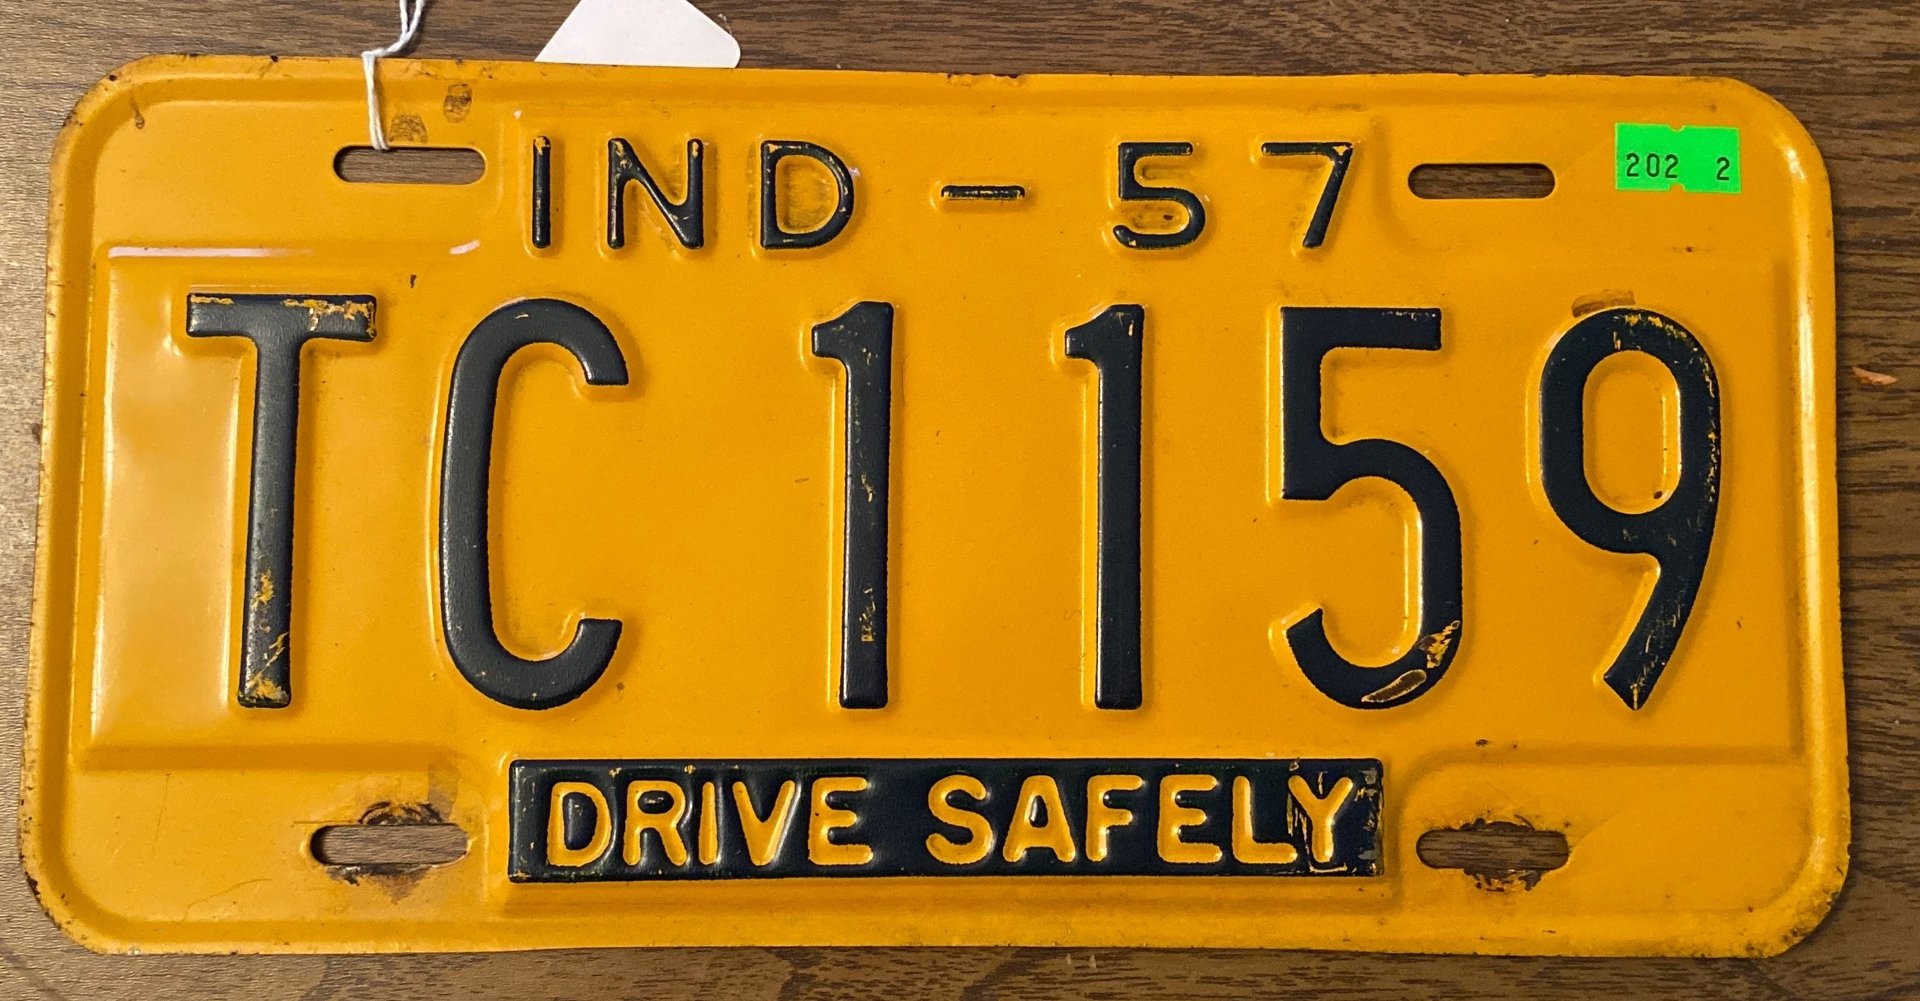 IND - 57
202 2
TC 1159
DRIVE SAFELY